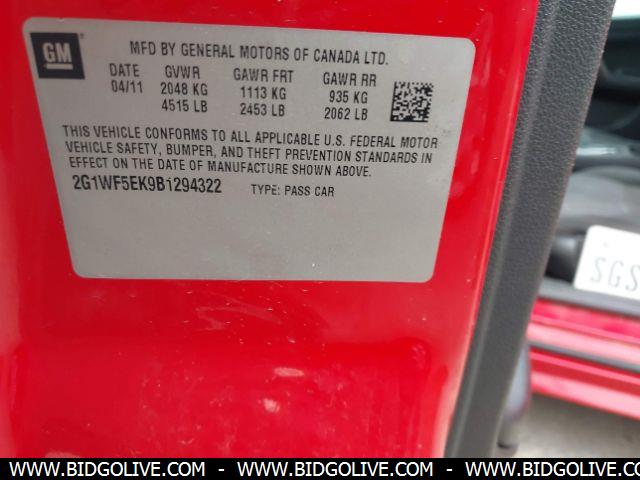 GM
MFD BY GENERAL MOTORS OF CANADA LTD.
DATE GVWR GAWR FRT GAWR RR
04/11 2048 KG 1113 KG 935 KG
4515 LB 2453 LB 2062 LB
THIS VEHICLE CONFORMS TO ALL APPLICABLE U.S. FEDERAL MOTOR
VEHICLE SAFETY, BUMPER, AND THEFT PREVENTION STANDARDS IN
EFFECT ON THE DATE OF MANUFACTURE SHOWN ABOVE.
2G1WF5EK9B1294322 TYPE: PASS CAR
SGS
WWW.BIDGOLIVE.COM - WWW.BIDGOLIVE.COM - WWW.BIDGOLIVE.COM